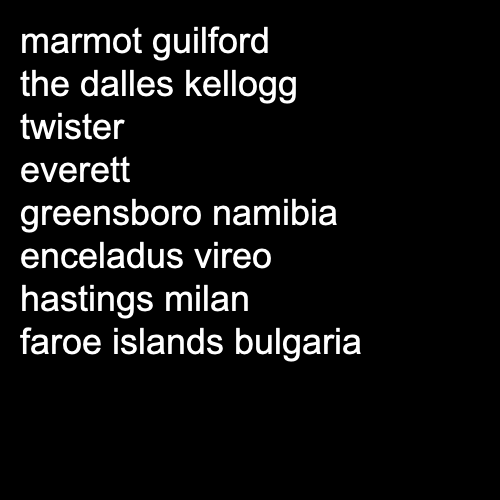 marmot guilford
the dalles kellogg
twister
everett
greensboro namibia
enceladus vireo
hastings milan
faroe islands bulgaria